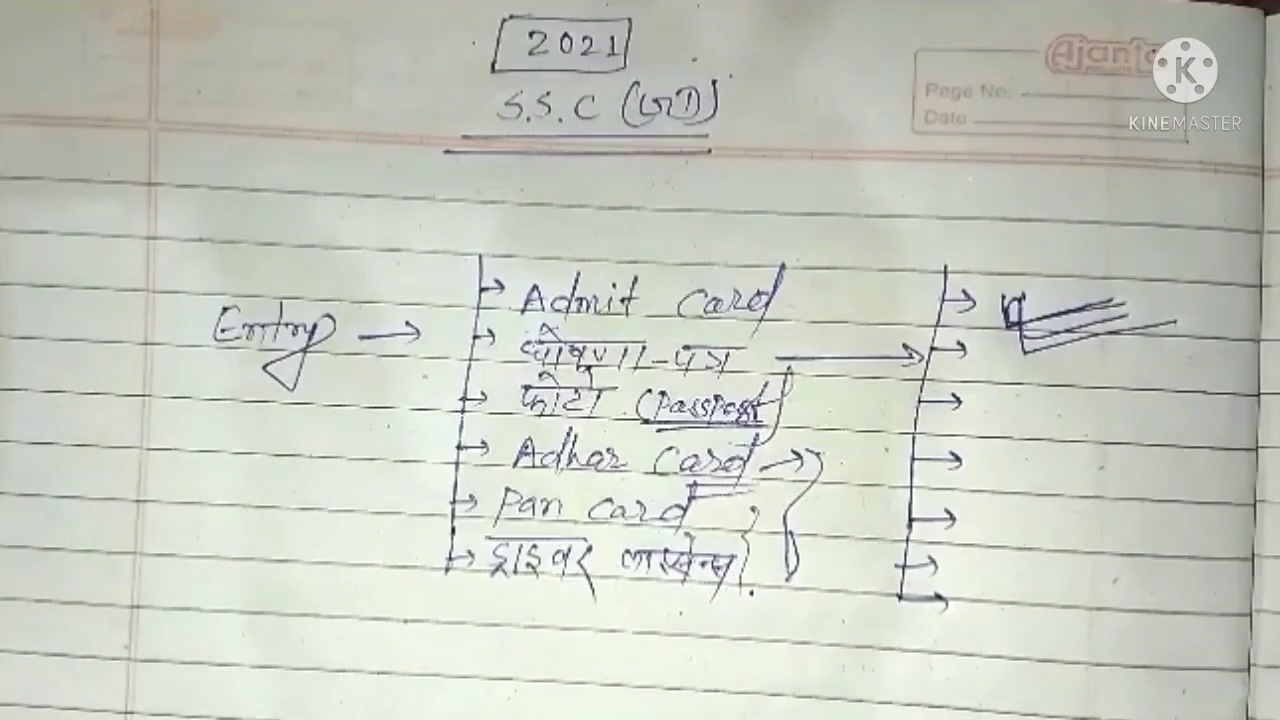 2021
S.S.C (GD)
Ajanta
Page No.
Date
KINEMASTER
Entry
Admit card
घोषणा-पत्र
फोटो (Passport
Adhar card
Pan card
ड्राइवर लाइसेन्स